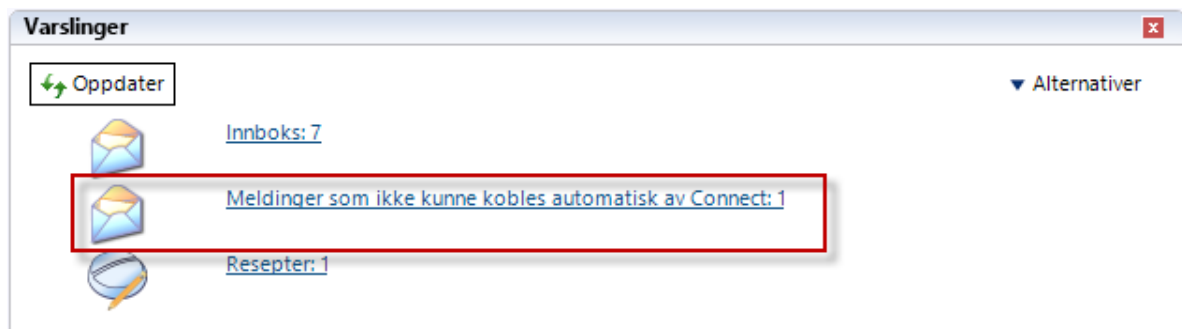 Varslinger
Oppdater
Alternativer
Innboks: 7
Meldinger som ikke kunne kobles automatisk av Connect: 1
Resepter: 1